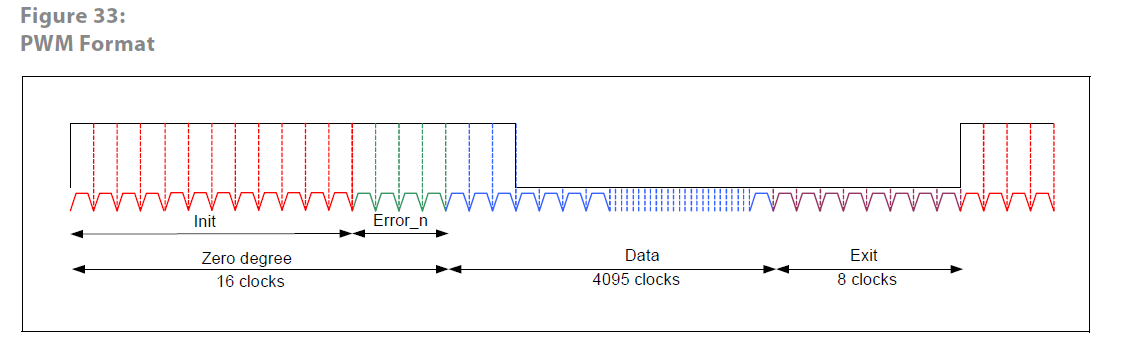 Figure 33:
PWM Format
Init
Error_n
Zero degree
16 clocks
Data
4095 clocks
Exit
8 clocks